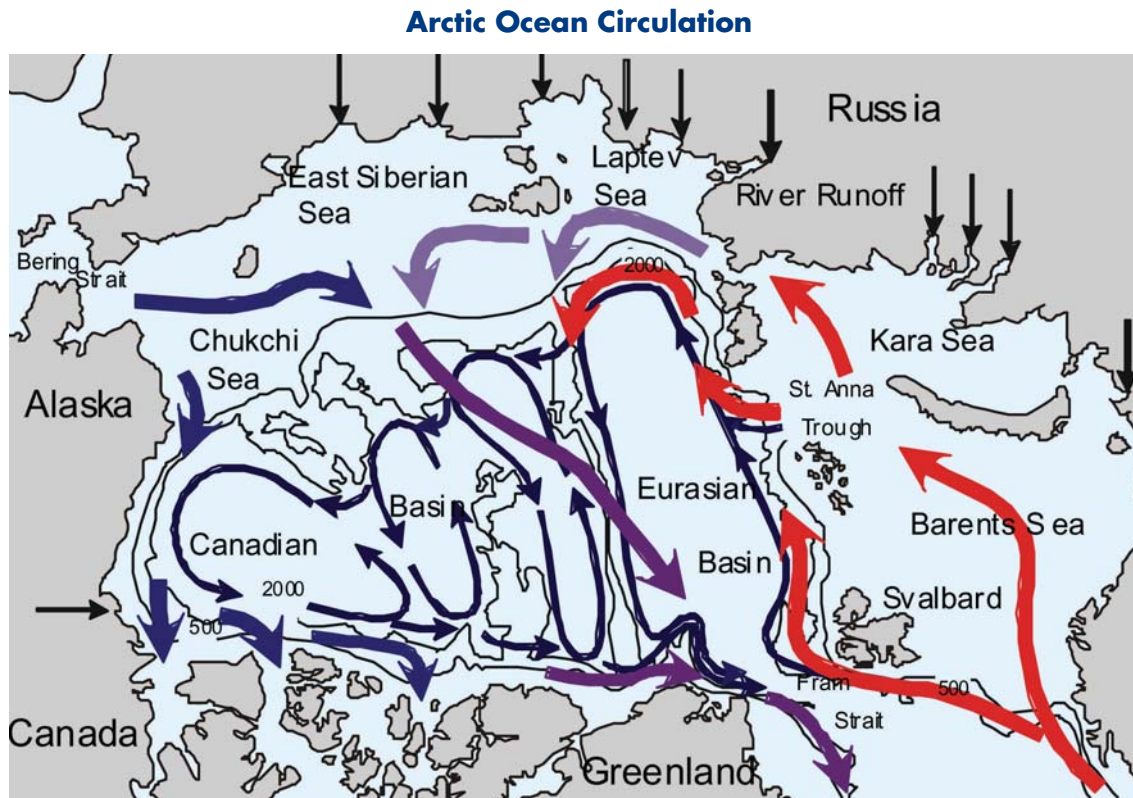 Arctic Ocean Circulation
Russia
East Siberian
Sea
Laptev
Sea
River Runoff
Bering
Strait
2000
Chukchi
Sea
Kara Sea
Alaska
St. Anna
Trough
Basin
Eurasian
Basin
Canadian
Barents Sea
2000
500
Svalbard
Fram
Strait
500
Canada
Greenland